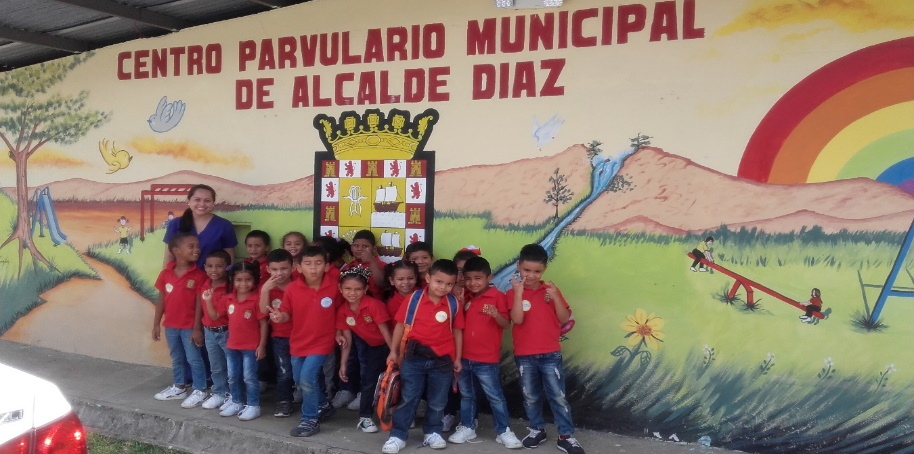 CENTRO PARVULARIO MUNICIPAL
DE ALCALDE DIAZ